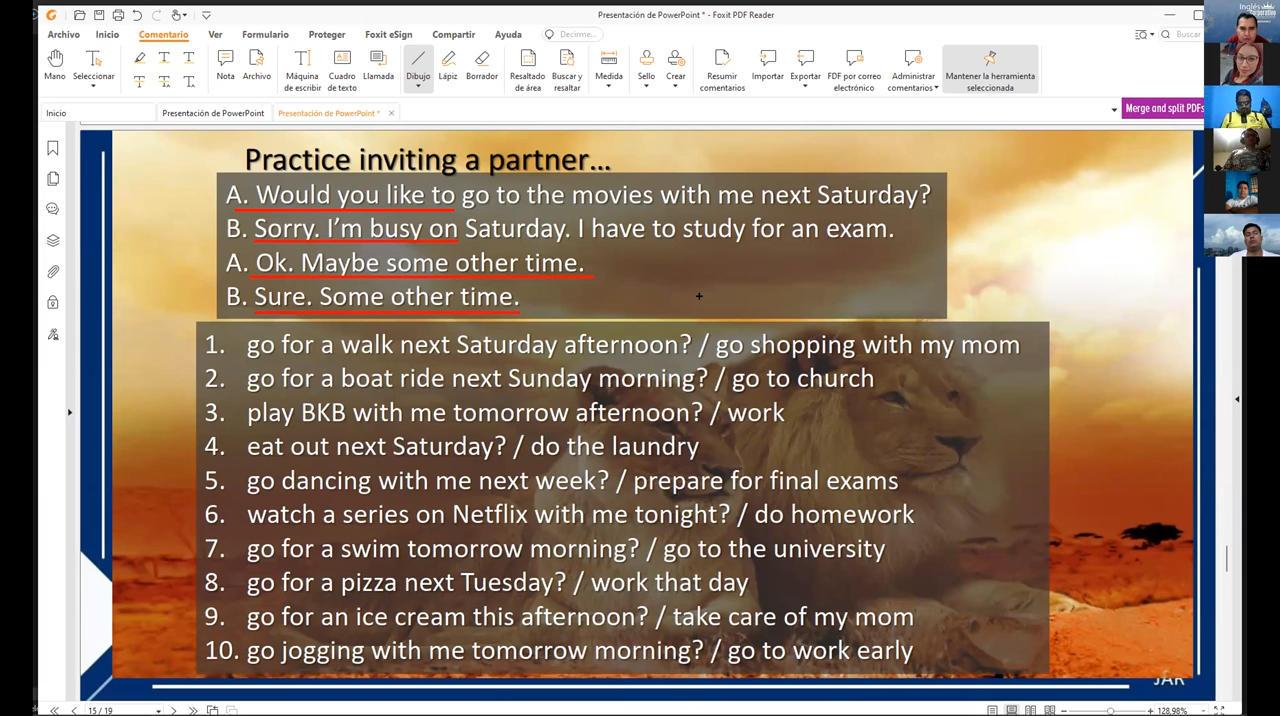 Presentación de PowerPoint * - Foxit PDF Reader
Inglés
Corporativo
Archivo Inicio Comentario Ver Formulario Proteger Foxit eSign Compartir Ayuda Decirme... Buscar
Mano Seleccionar Nota Archivo Máquina de escribir Cuadro de texto Llamada Dibujo Lápiz Borrador Resaltado de área Buscar y resaltar Medida Sello Crear Resumir comentarios Importar Exportar FDF por correo electrónico Administrar comentarios Mantener la herramienta seleccionada
Inicio Presentación de PowerPoint Presentación de PowerPoint * Merge and split PDFs
Practice inviting a partner...
A. Would you like to go to the movies with me next Saturday?
B. Sorry. I'm busy on Saturday. I have to study for an exam.
A. Ok. Maybe some other time.
B. Sure. Some other time.
1. go for a walk next Saturday afternoon? / go shopping with my mom
2. go for a boat ride next Sunday morning? / go to church
3. play BKB with me tomorrow afternoon? / work
4. eat out next Saturday? / do the laundry
5. go dancing with me next week? / prepare for final exams
6. watch a series on Netflix with me tonight? / do homework
7. go for a swim tomorrow morning? / go to the university
8. go for a pizza next Tuesday? / work that day
9. go for an ice cream this afternoon? / take care of my mom
10. go jogging with me tomorrow morning? / go to work early
JAR
15 / 19 128,98%